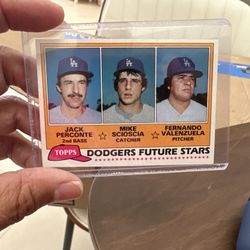 JACK PERCONTE ☆ MIKE SCIOSCIA ☆ FERNANDO VALENZUELA
2nd BASE CATCHER PITCHER
TOPPS DODGERS FUTURE STARS